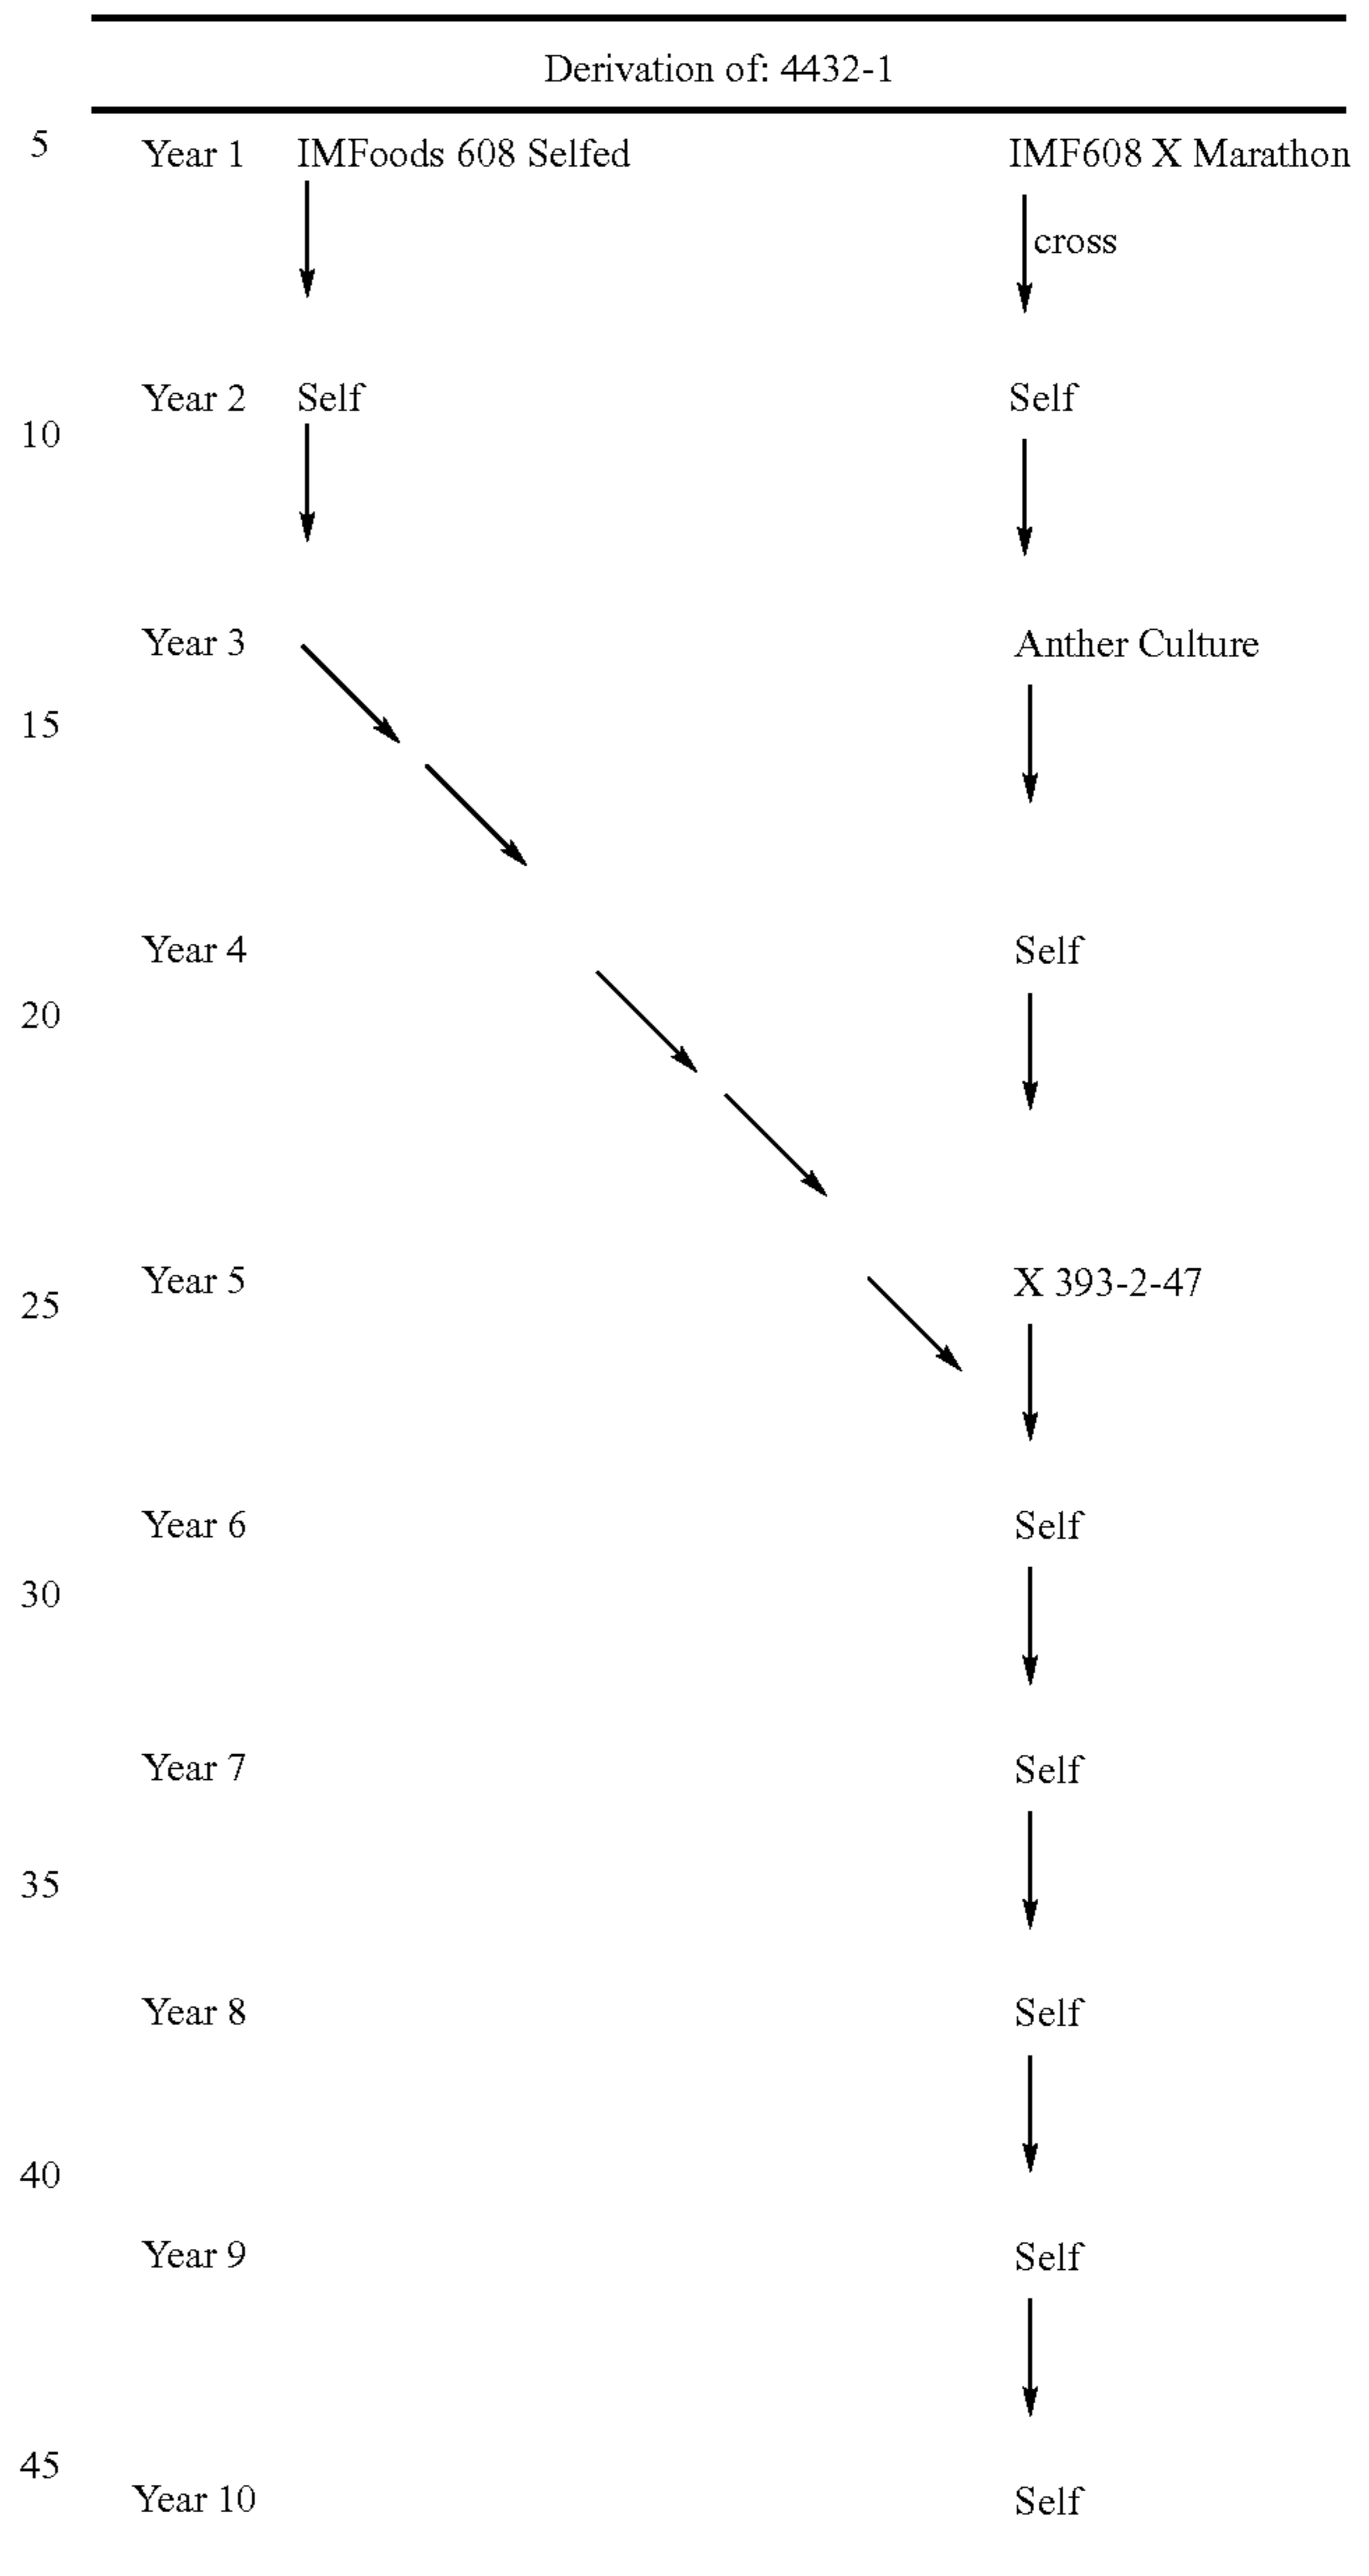 Derivation of: 4432-1
5 Year 1 IMFoods 608 Selfed IMF608 X Marathon
cross
Year 2 Self Self
10
Year 3 Anther Culture
15
Year 4 Self
20
Year 5 X 393-2-47
25
Year 6 Self
30
Year 7 Self
35
Year 8 Self
40
Year 9 Self
45
Year 10 Self